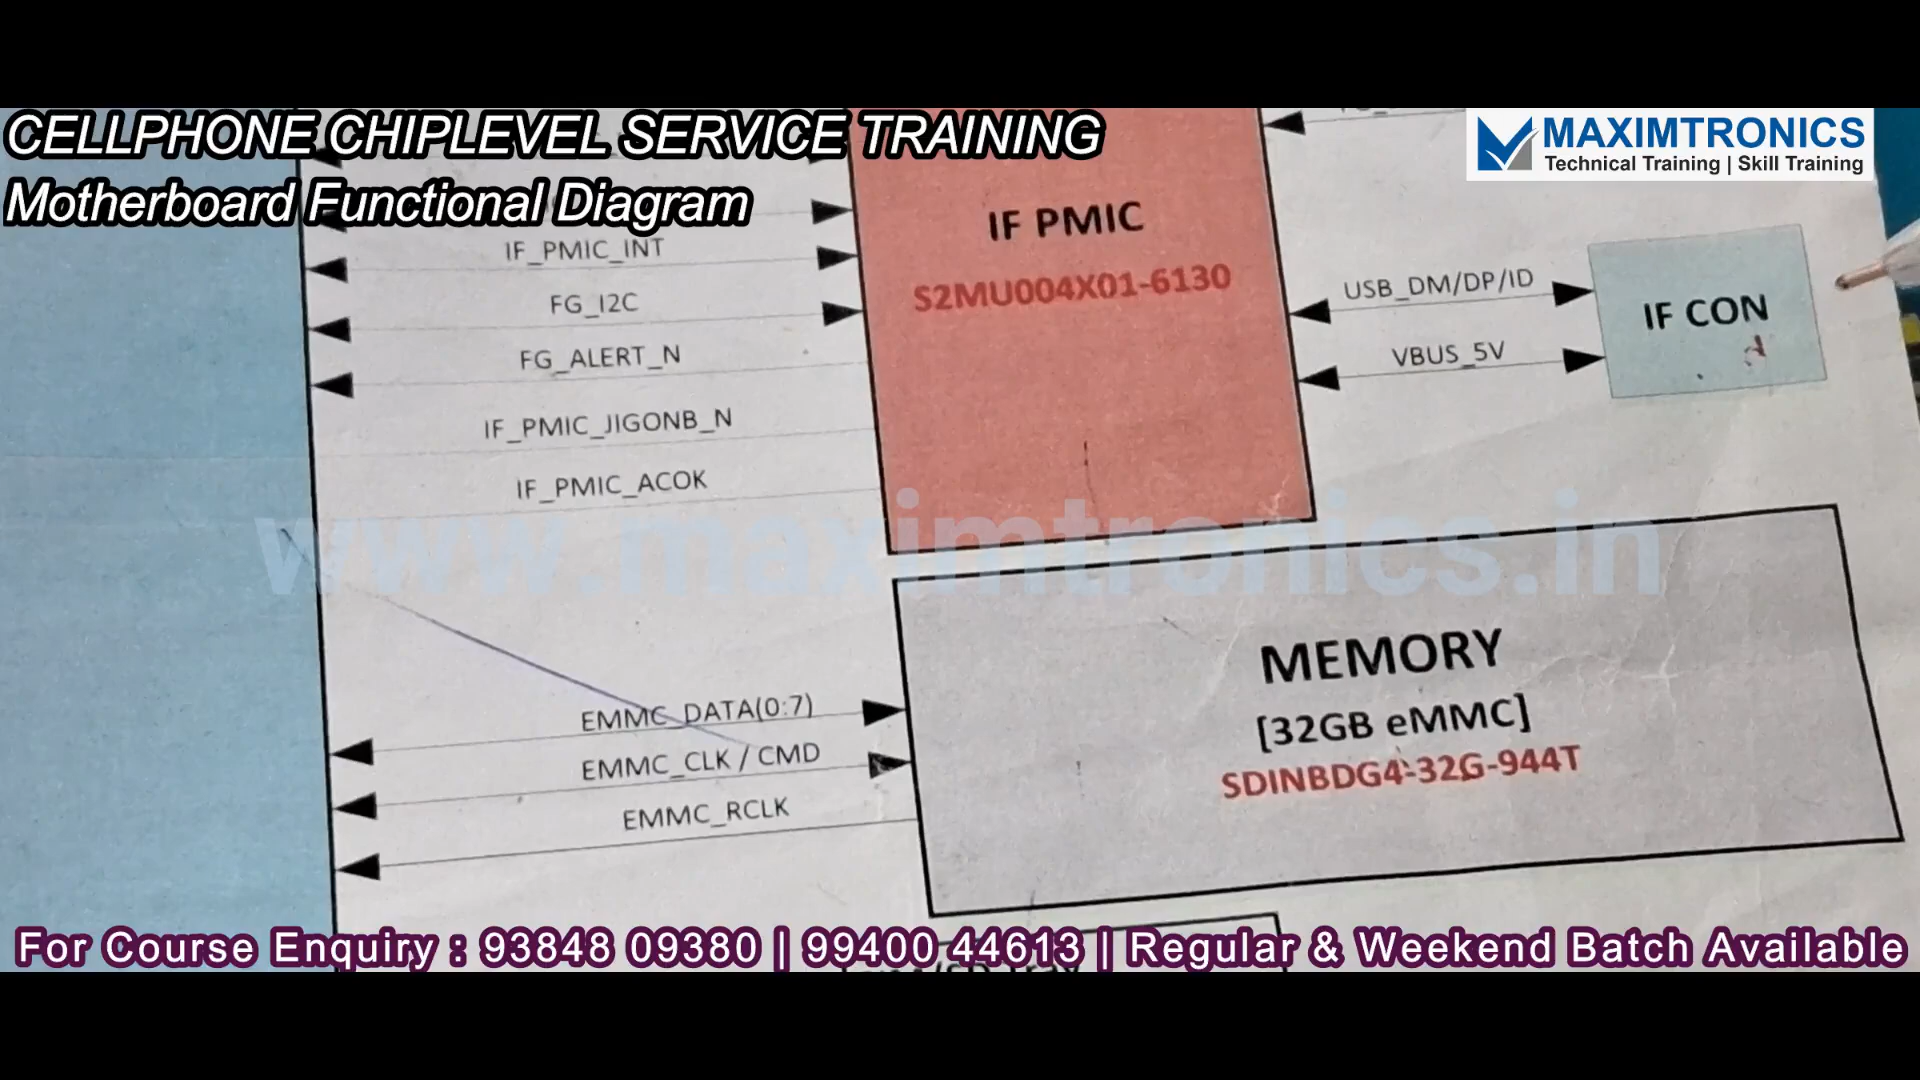 CELLPHONE CHIPLEVEL SERVICE TRAINING
Motherboard Functional Diagram
MAXIMTRONICS
Technical Training | Skill Training
IF PMIC
S2MU004X01-6130
IF_PMIC_INT
FG_I2C
FG_ALERT_N
IF_PMIC_JIGONB_N
IF_PMIC_ACOK
USB_DM/DP/ID
VBUS_5V
IF CON
www.maximtronics.in
MEMORY
[32GB eMMC]
SDINBDG4-32G-944T
EMMC_DATA(0:7)
EMMC_CLK / CMD
EMMC_RCLK
For Course Enquiry : 93848 09380 | 99400 44613 | Regular & Weekend Batch Available